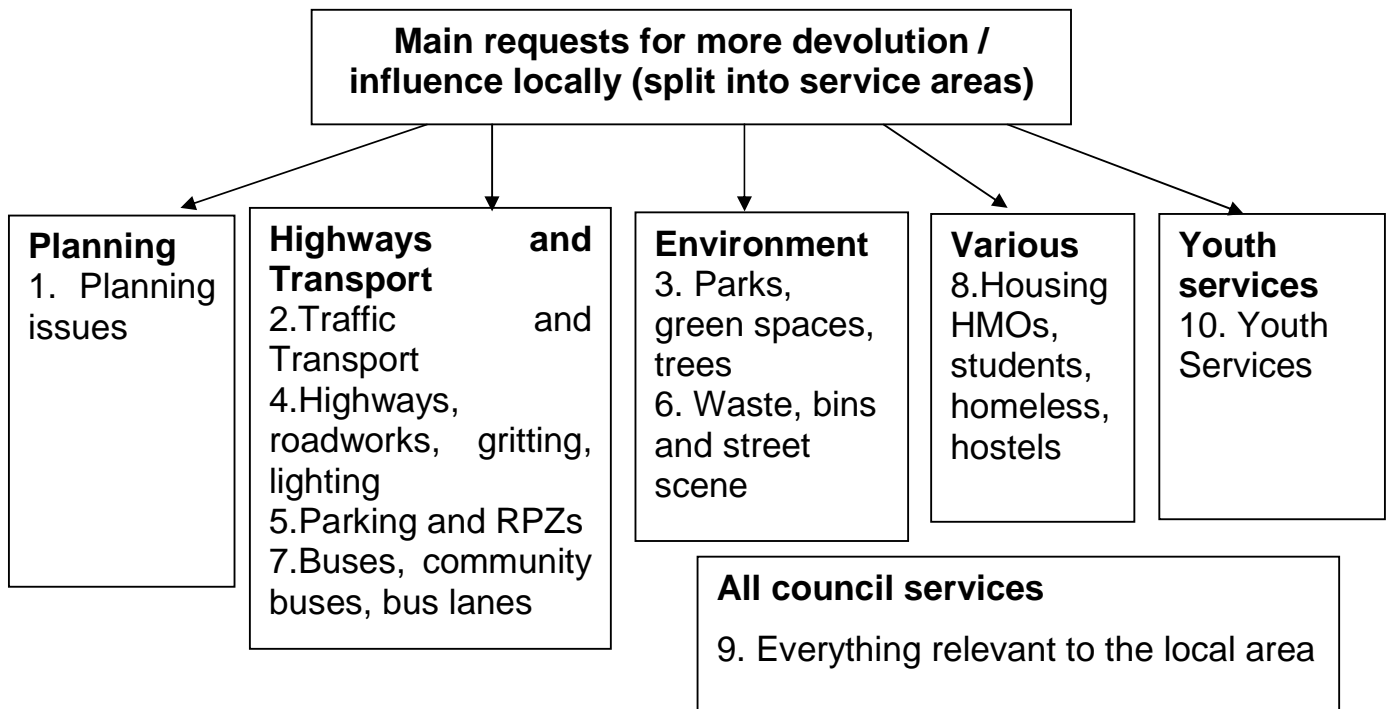 Main requests for more devolution /
influence locally (split into service areas)
Planning
1. Planning
issues
Highways and
Transport
2.Traffic and
Transport
4.Highways,
roadworks, gritting,
lighting
5.Parking and RPZs
7.Buses, community
buses, bus lanes
Environment
3. Parks,
green spaces,
trees
6. Waste, bins
and street
scene
Various
8.Housing
HMOs,
students,
homeless,
hostels
Youth
services
10. Youth
Services
All council services
9. Everything relevant to the local area